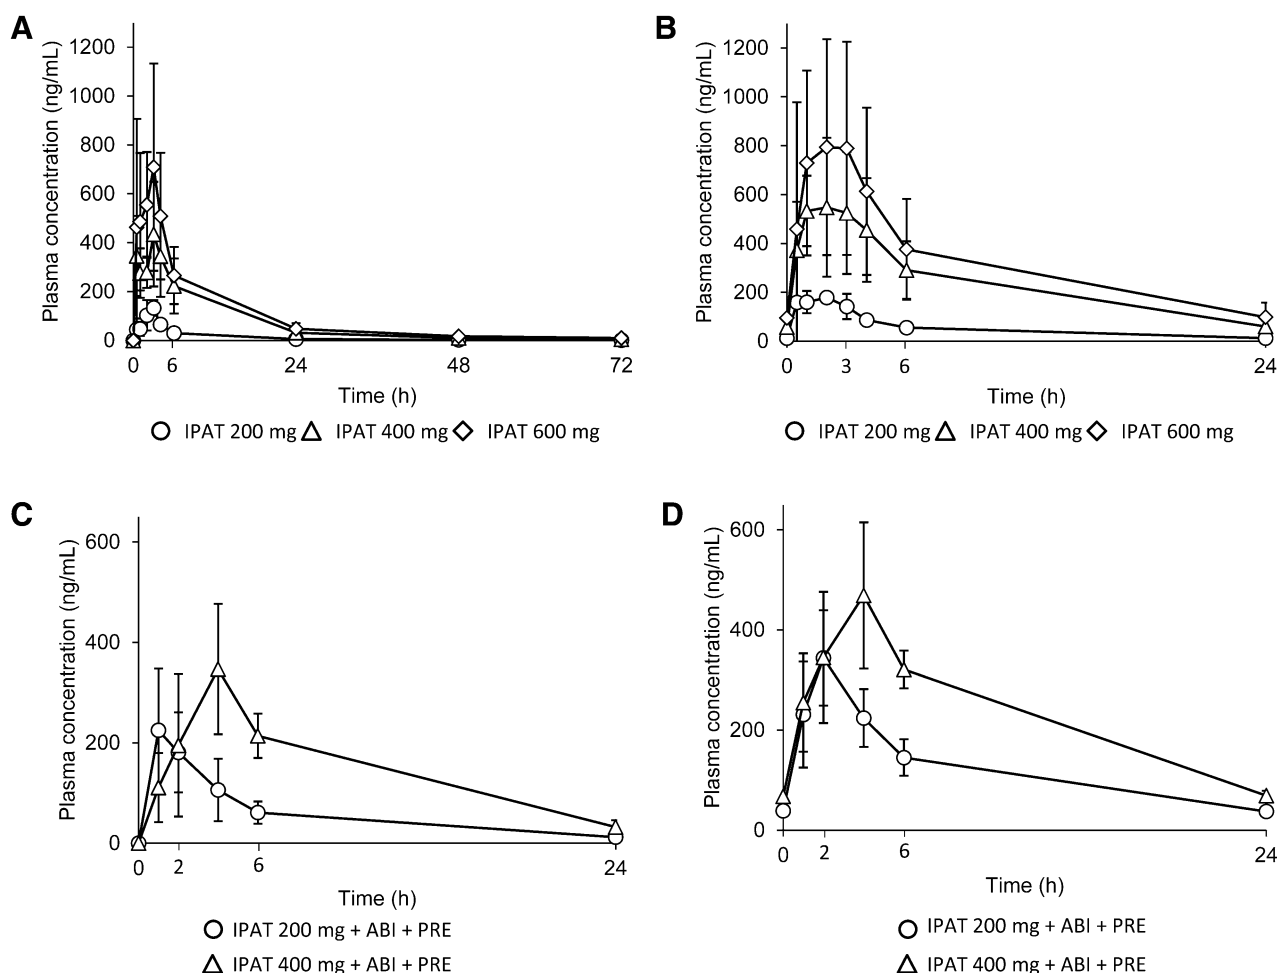 A
Plasma concentration (ng/mL)
1200
1000
800
600
400
200
0
0 6 24 48 72
Time (h)
IPAT 200 mg IPAT 400 mg IPAT 600 mg
B
Plasma concentration (ng/mL)
1200
1000
800
600
400
200
0
0 3 6 24
Time (h)
IPAT 200 mg IPAT 400 mg IPAT 600 mg
C
Plasma concentration (ng/mL)
600
400
200
0
0 2 6 24
Time (h)
IPAT 200 mg + ABI + PRE
IPAT 400 mg + ABI + PRE
D
Plasma concentration (ng/mL)
600
400
200
0
0 2 6 24
Time (h)
IPAT 200 mg + ABI + PRE
IPAT 400 mg + ABI + PRE